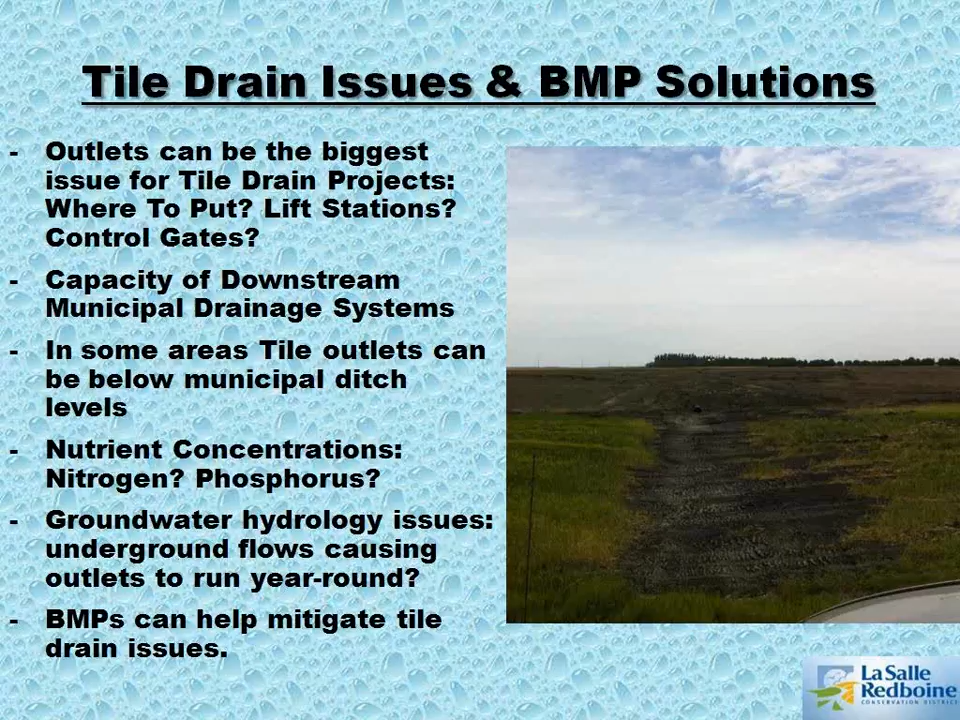 Tile Drain Issues & BMP Solutions
- Outlets can be the biggest
issue for Tile Drain Projects:
Where To Put? Lift Stations?
Control Gates?
- Capacity of Downstream
Municipal Drainage Systems
- In some areas Tile outlets can
be below municipal ditch
levels
- Nutrient Concentrations:
Nitrogen? Phosphorus?
- Groundwater hydrology issues:
underground flows causing
outlets to run year-round?
- BMPs can help mitigate tile
drain issues.
La Salle
Redboine
CONSERVATION DISTRICT